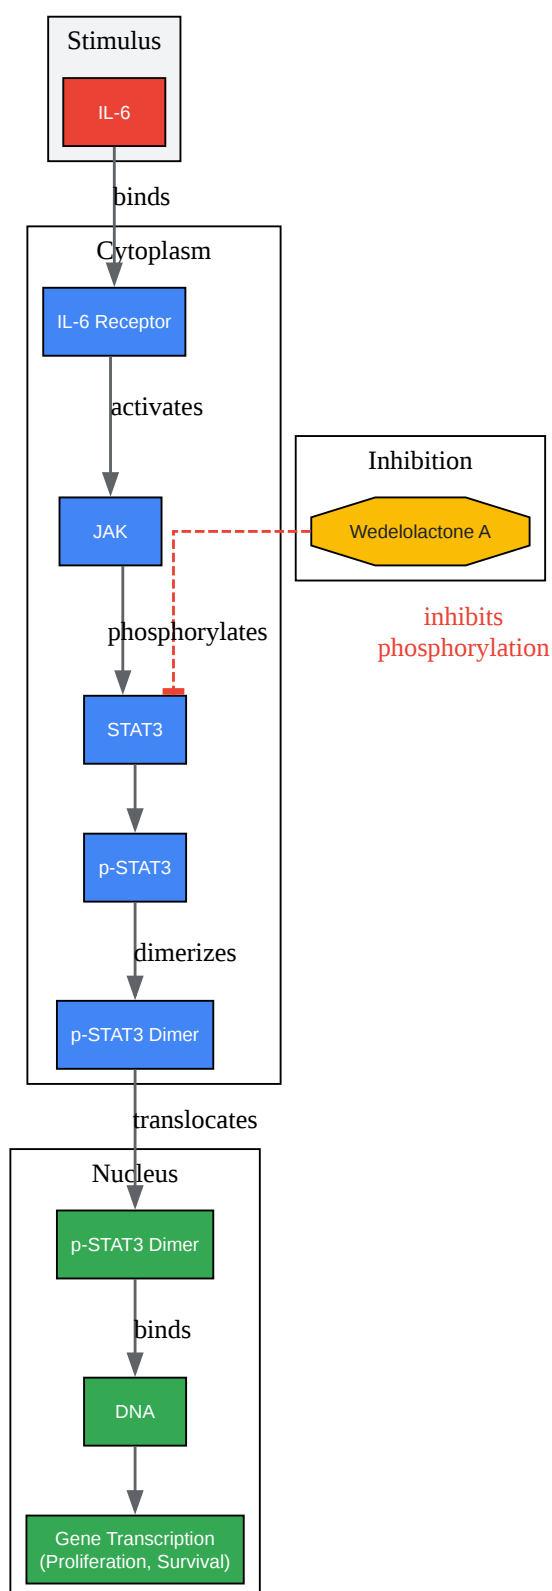 Stimulus
IL-6
binds
Cytoplasm
IL-6 Receptor
activates
Inhibition
JAK
Wedelolactone A
inhibits
phosphorylation
phosphorylates
STAT3
p-STAT3
dimerizes
p-STAT3 Dimer
translocates
Nucleus
p-STAT3 Dimer
binds
DNA
Gene Transcription
(Proliferation, Survival)